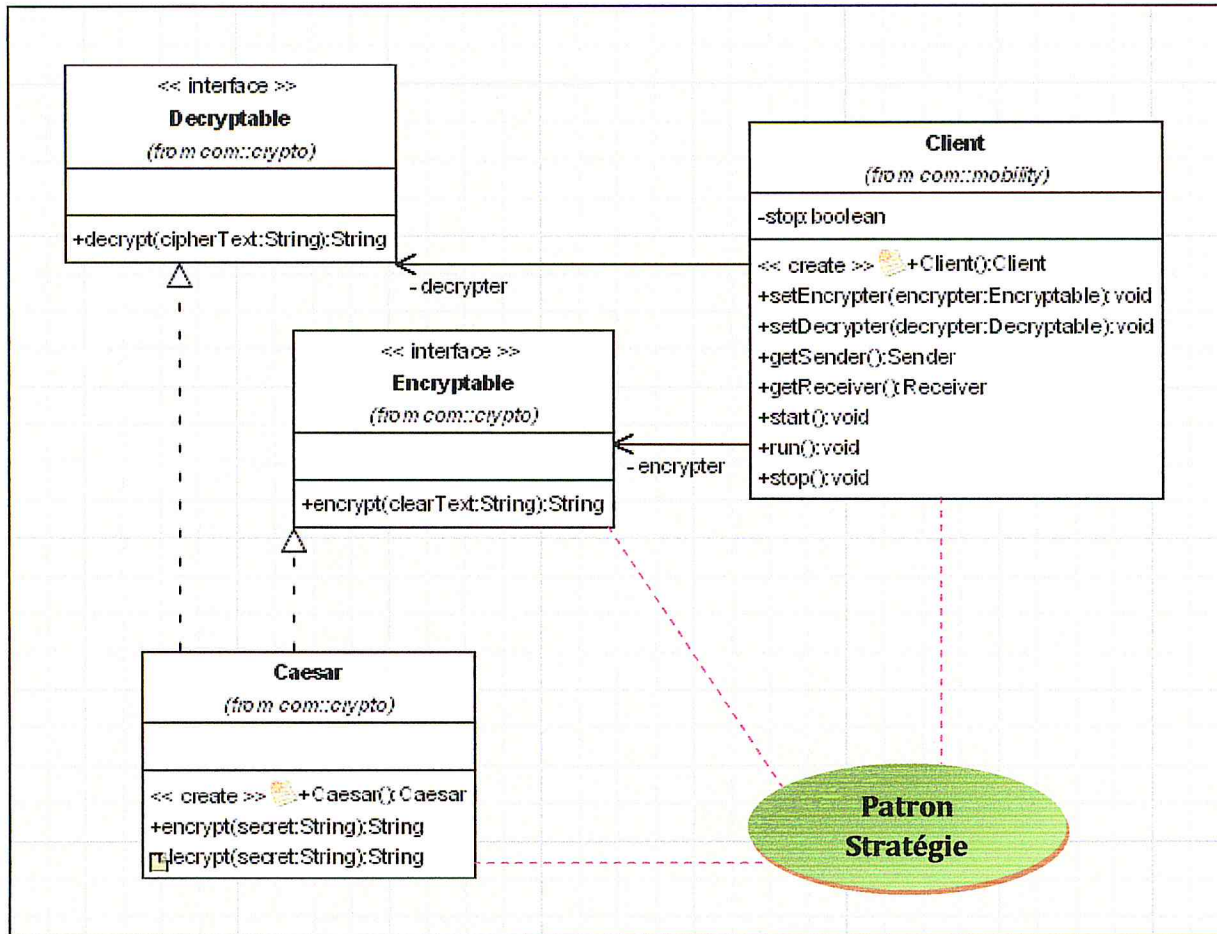 << interface >>
Decryptable
(from com::crypto)
+decrypt(cipherText:String):String
- decrypter
<< interface >>
Encryptable
(from com::crypto)
+encrypt(clearText:String):String
- encrypter
Client
(from com::mobility)
-stop:boolean
<< create >> +Client():Client
+setEncrypter(encrypter:Encryptable):void
+setDecrypter(decrypter:Decryptable):void
+getSender():Sender
+getReceiver():Receiver
+start():void
+run():void
+stop():void
Caesar
(from com::crypto)
<< create >> +Caesar():Caesar
+encrypt(secret:String):String
decrypt(secret:String):String
Patron
Stratégie